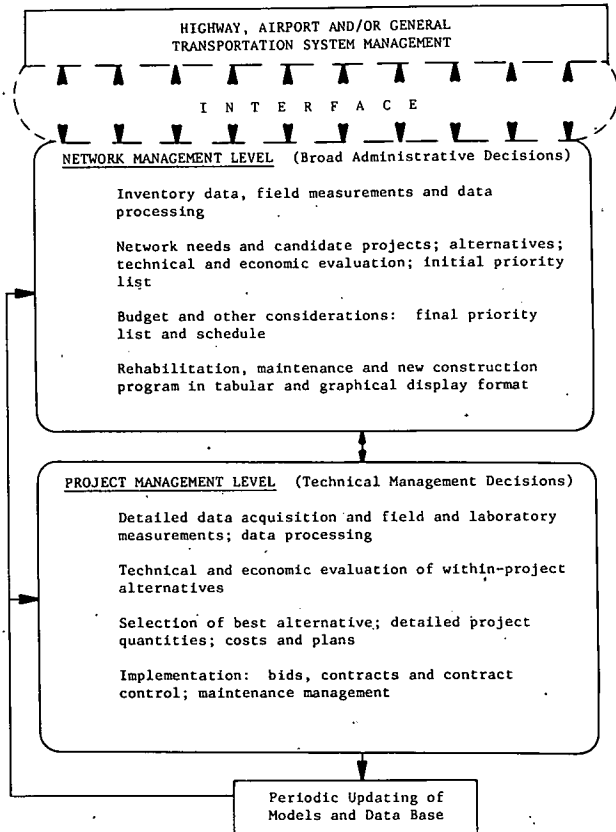 HIGHWAY, AIRPORT AND/OR GENERAL
TRANSPORTATION SYSTEM MANAGEMENT
I N T E R F A C E
NETWORK MANAGEMENT LEVEL (Broad Administrative Decisions)
Inventory data, field measurements and data
processing
Network needs and candidate projects; alternatives;
technical and economic evaluation; initial priority
list
Budget and other considerations: final priority
list and schedule
Rehabilitation, maintenance and new construction
program in tabular and graphical display format
PROJECT MANAGEMENT LEVEL (Technical Management Decisions)
Detailed data acquisition and field and laboratory
measurements; data processing
Technical and economic evaluation of within-project
alternatives
Selection of best alternative; detailed project
quantities; costs and plans
Implementation: bids, contracts and contract
control; maintenance management
Periodic Updating of
Models and Data Base